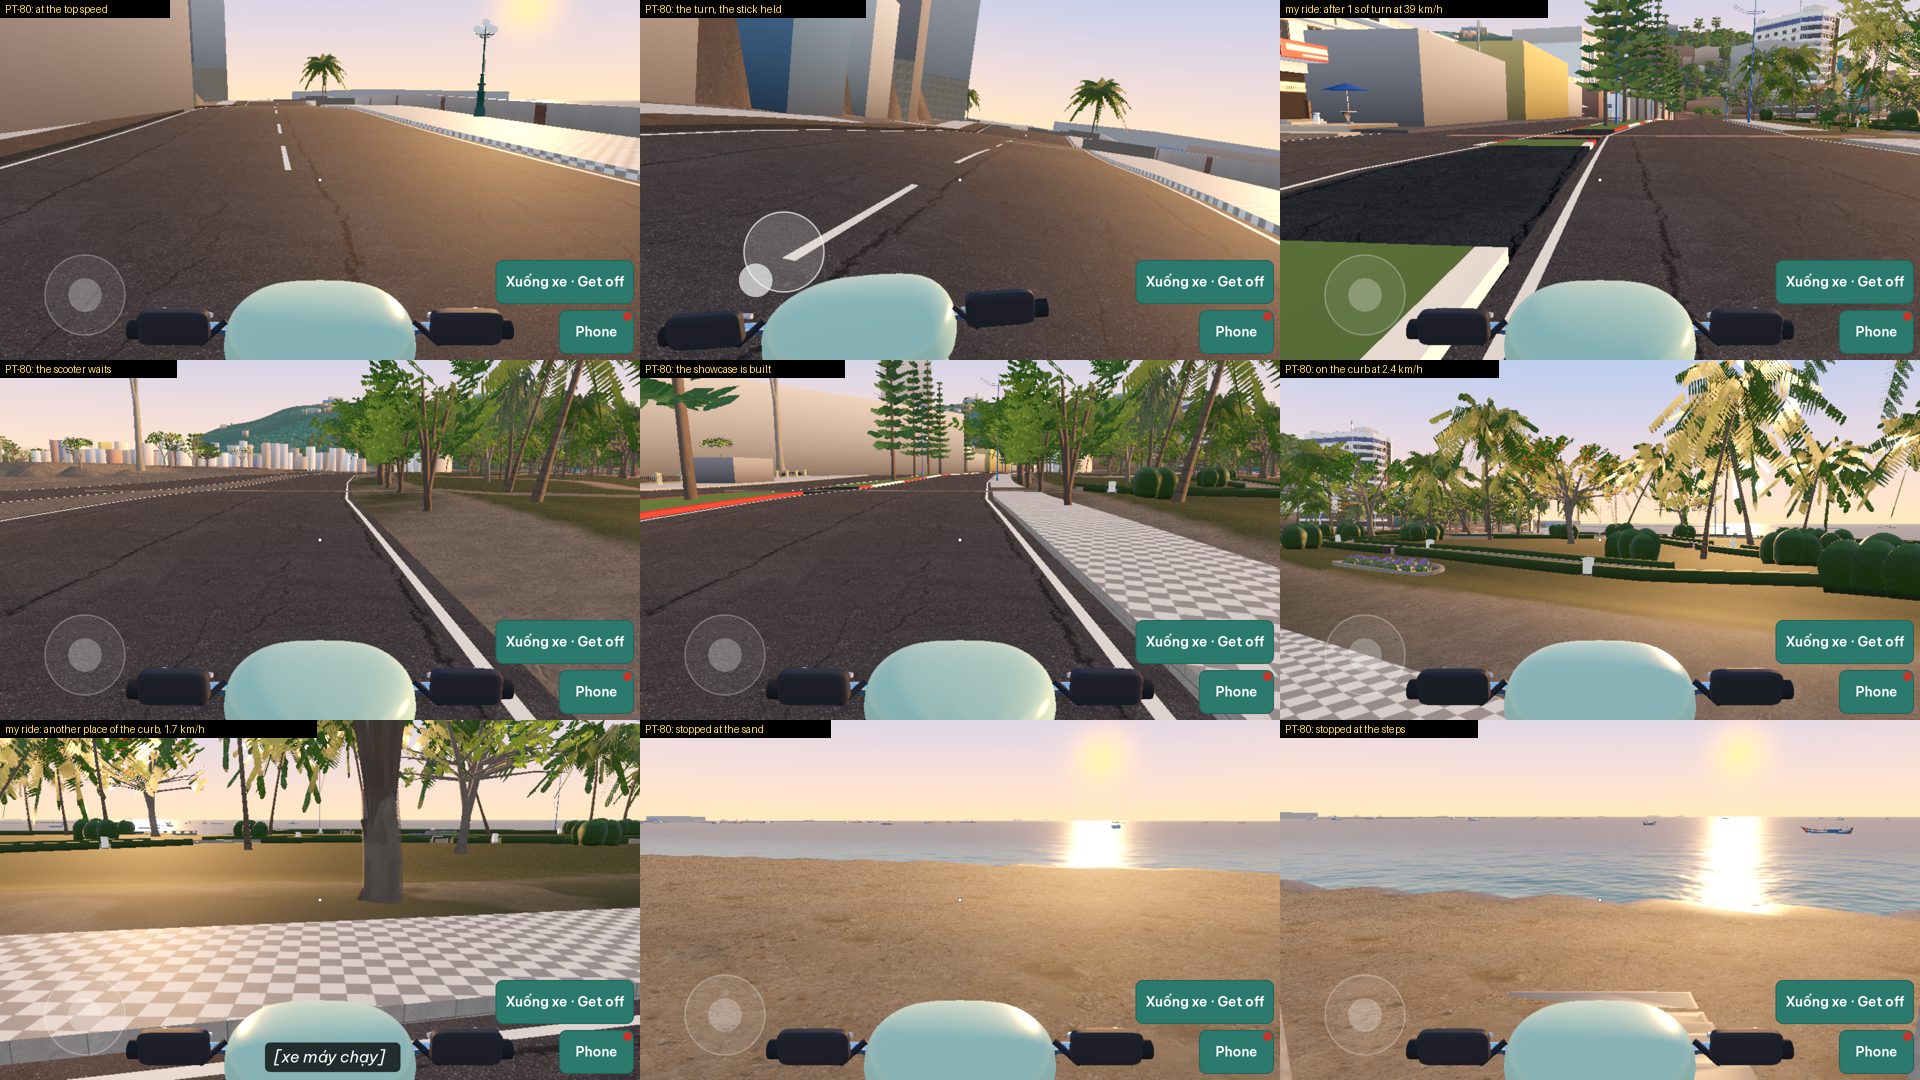 PT-80: at the top speed
Xuống xe · Get off
Phone
PT-80: the turn, the stick held
Xuống xe · Get off
Phone
my ride: after 1 s of turn at 39 km/h
Xuống xe · Get off
Phone
PT-80: the scooter waits
Xuống xe · Get off
Phone
PT-80: the showcase is built
Xuống xe · Get off
Phone
PT-80: on the curb at 2.4 km/h
Xuống xe · Get off
Phone
my ride: another place of the curb, 1.7 km/h
Xuống xe · Get off
Phone
[xe máy chạy]
PT-80: stopped at the sand
Xuống xe · Get off
Phone
PT-80: stopped at the steps
Xuống xe · Get off
Phone